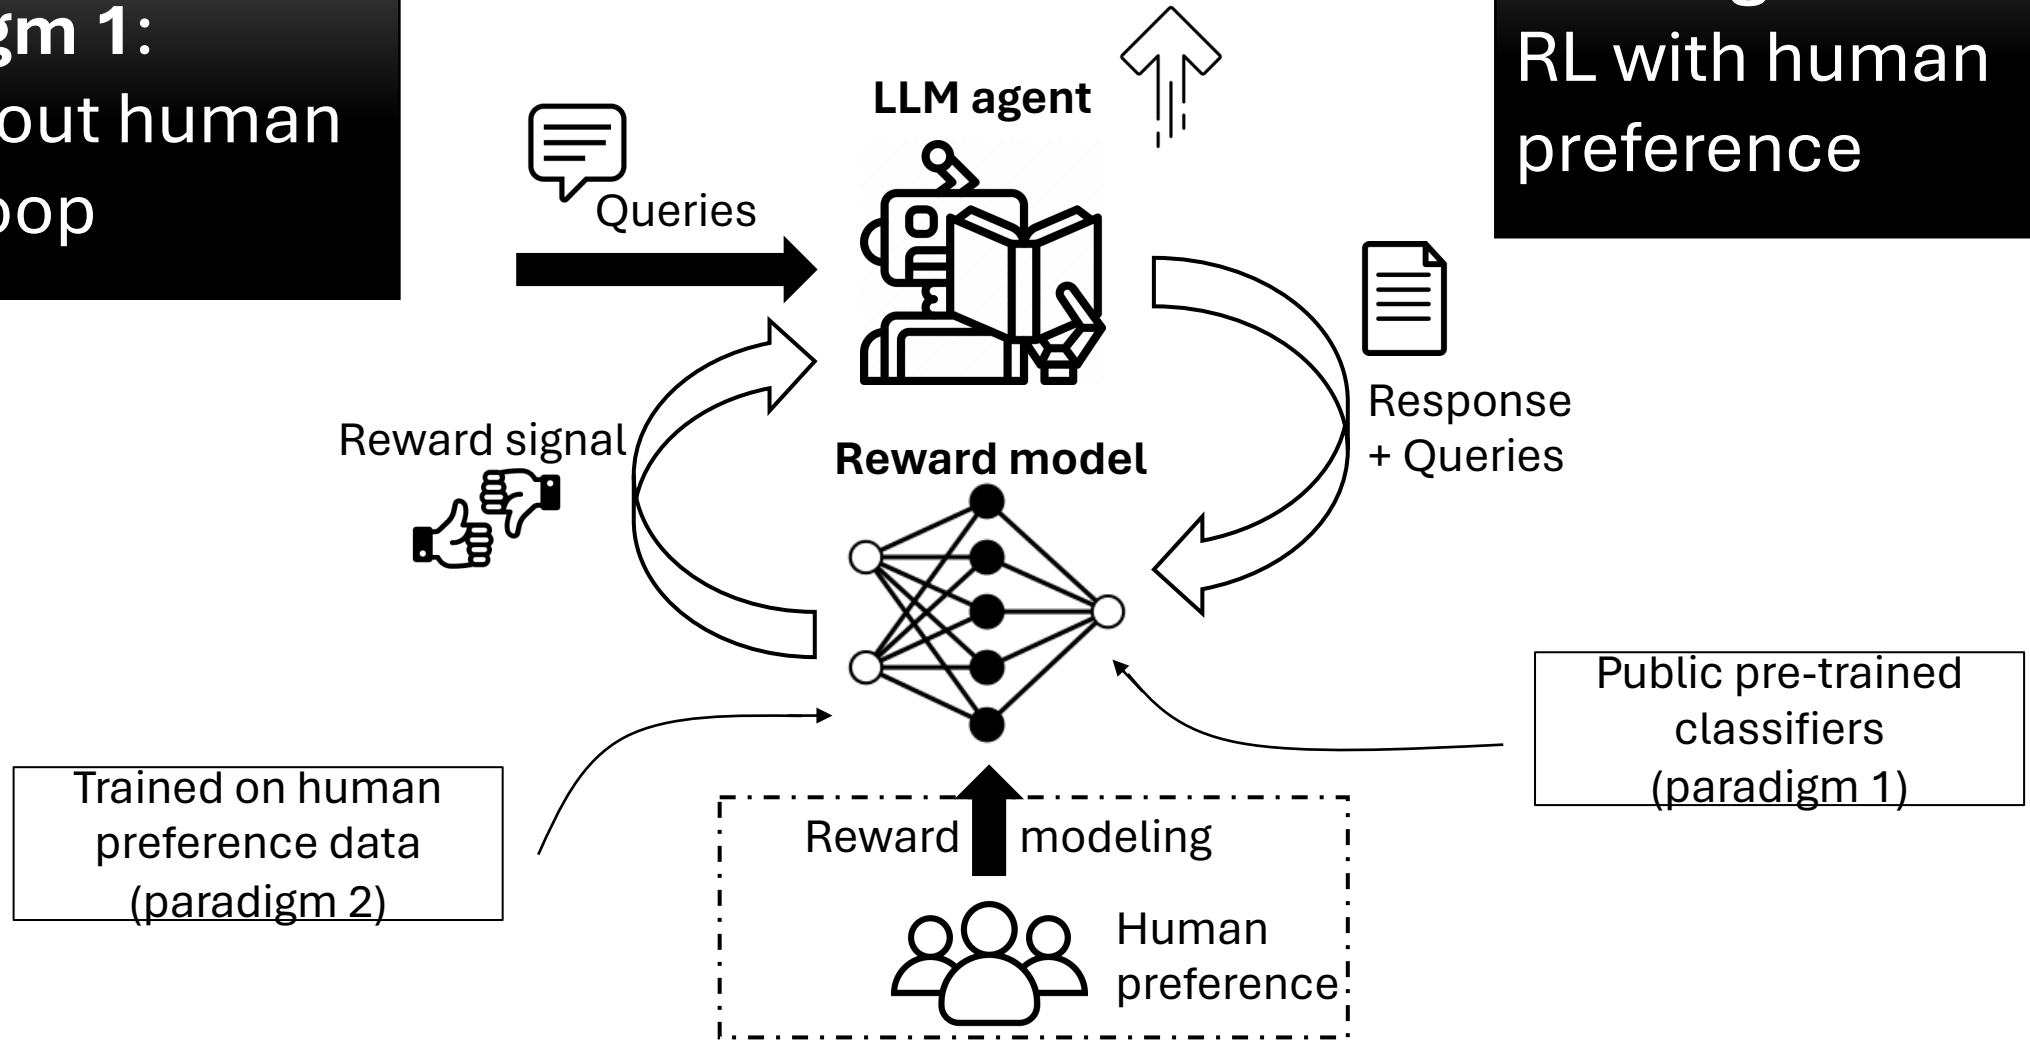 gm 1:
out human
oop
RL with human
preference
LLM agent
Queries
Response
+ Queries
Reward signal
Reward model
Public pre-trained
classifiers
(paradigm 1)
Trained on human
preference data
(paradigm 2)
Reward modeling
Human
preference